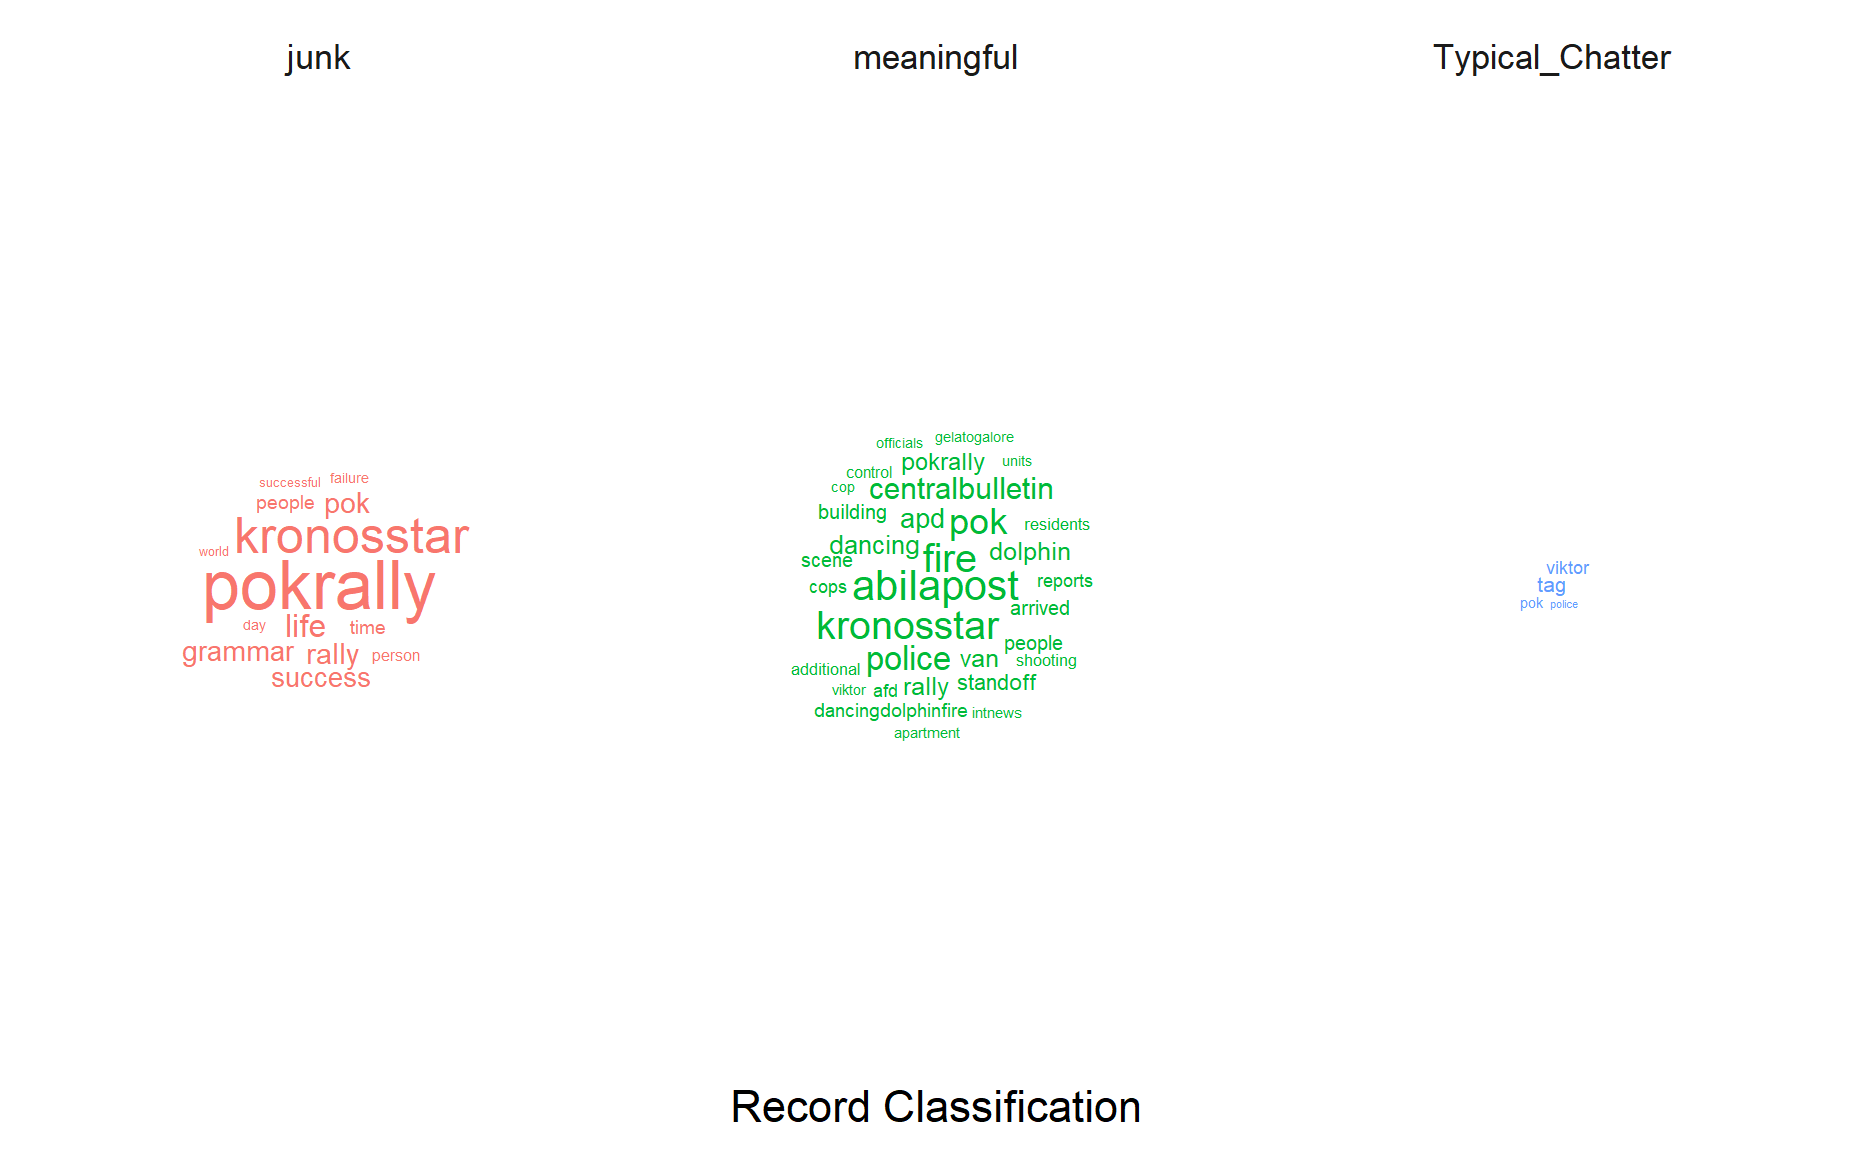 junk
meaningful
Typical_Chatter
successful failure
people pok
kronosstar
world
pokrally
day life time
grammar rally person
success
officials gelatogalore
pokrally units
control
cop centralbulletin
building apd pok residents
dancing fire dolphin
scene
cops abilapost reports
arrived
kronosstar
people
police van shooting
additional
viktor afd rally standoff
dancingdolphinfire intnews
apartment
viktor
tag
pok police
Record Classification